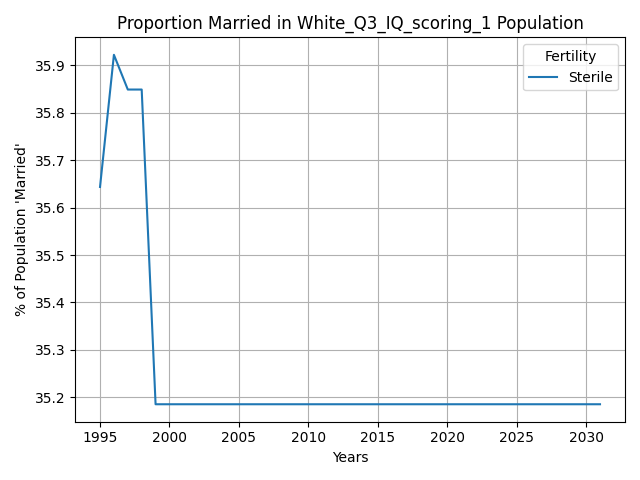 Proportion Married in White_Q3_IQ_scoring_1 Population
Fertility
Sterile
% of Population 'Married'
35.9
35.8
35.7
35.6
35.5
35.4
35.3
35.2
1995 2000 2005 2010 2015 2020 2025 2030
Years